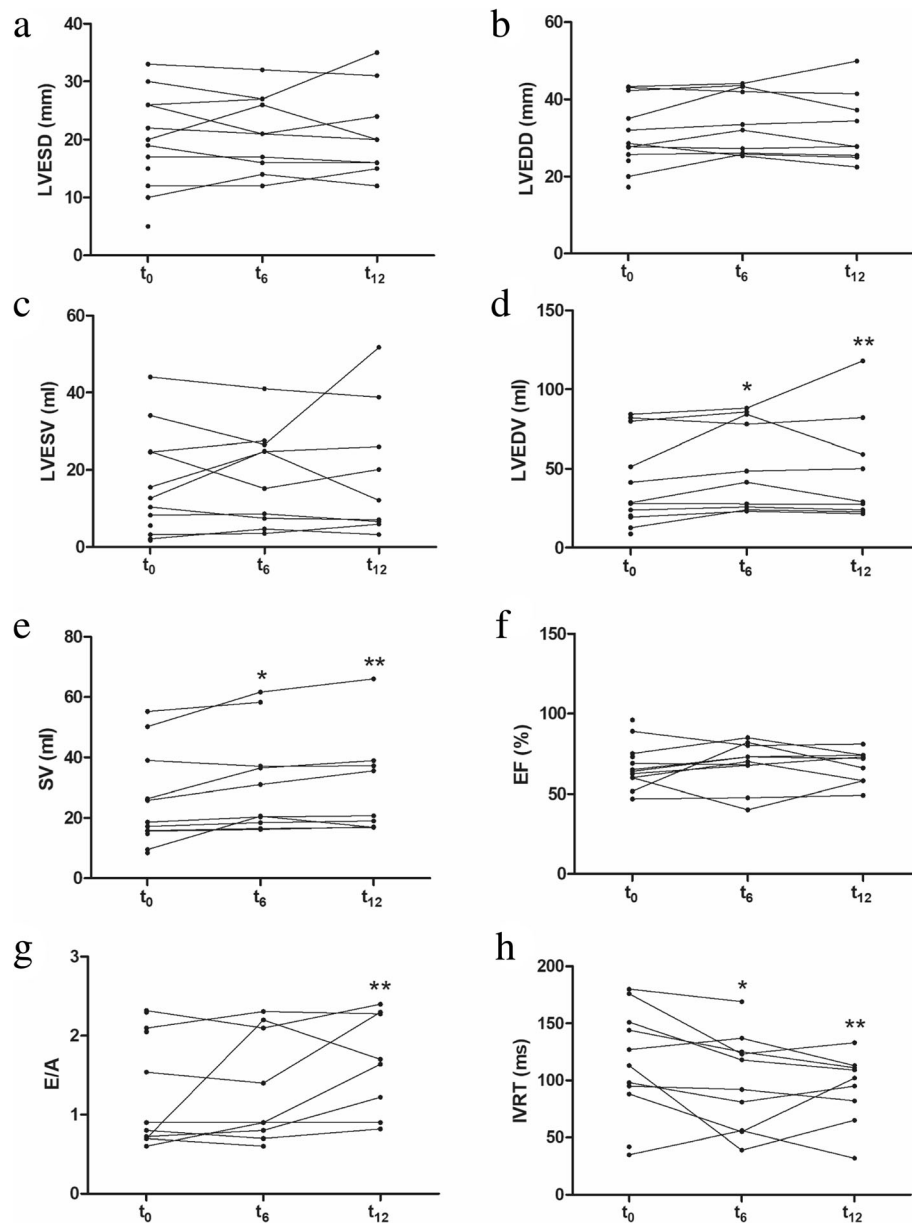 a
40
30
20
10
0
LVESD (mm)
t0 t6 t12
b
60
40
20
0
LVEDD (mm)
t0 t6 t12
c
60
40
20
0
LVESV (ml)
t0 t6 t12
d
150
100
50
0
LVEDV (ml)
* **
t0 t6 t12
e
80
60
40
20
0
SV (ml)
* **
t0 t6 t12
f
150
100
50
0
EF (%)
t0 t6 t12
g
3
2
1
0
E/A
**
t0 t6 t12
h
200
150
100
50
0
IVRT (ms)
* **
t0 t6 t12